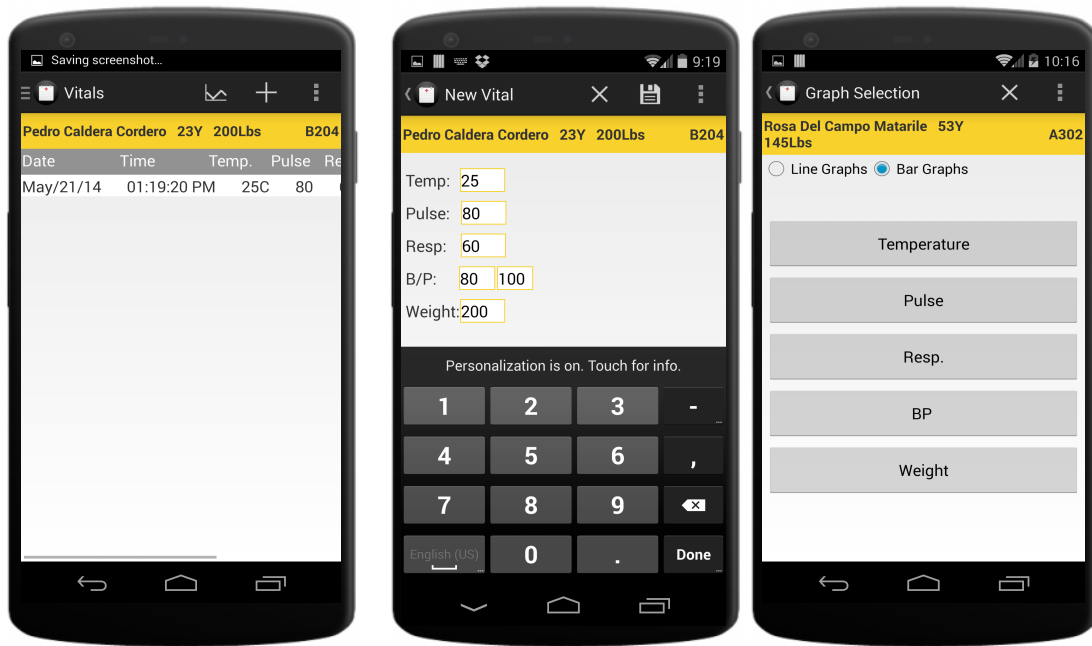 Saving screenshot...
Vitals
Pedro Caldera Cordero 23Y 200Lbs B204
Date Time Temp. Pulse Re
May/21/14 01:19:20 PM 25C 80
9:19
New Vital
Pedro Caldera Cordero 23Y 200Lbs B204
Temp: 25
Pulse: 80
Resp: 60
B/P: 80 100
Weight: 200
Personalization is on. Touch for info.
1 2 3 -
4 5 6 ,
7 8 9
English (US) 0 . Done
10:16
Graph Selection
Rosa Del Campo Matarile 53Y
145Lbs A302
Line Graphs Bar Graphs
Temperature
Pulse
Resp.
BP
Weight